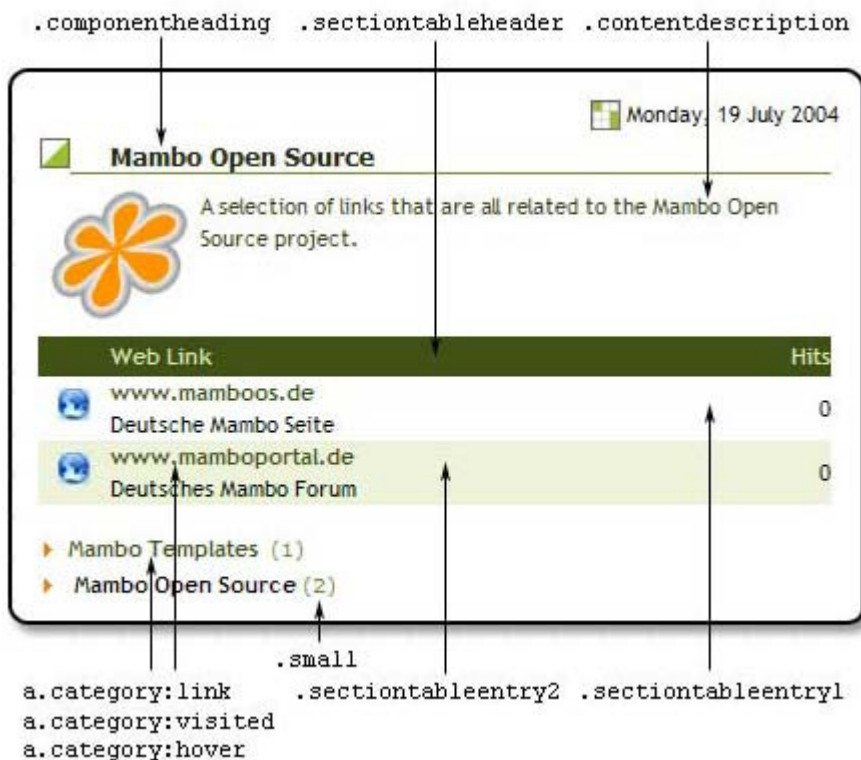 .componentheading .sectiontableheader .contentdescription
Monday, 19 July 2004
Mambo Open Source
A selection of links that are all related to the Mambo Open
Source project.
Web Link Hits
www.mamboos.de
Deutsche Mambo Seite
0
www.mamboportal.de
Deutsches Mambo Forum
0
Mambo Templates (1)
Mambo Open Source (2)
.small
a.category:link .sectiontableentry2 .sectiontableentry1
a.category:visited
a.category:hover